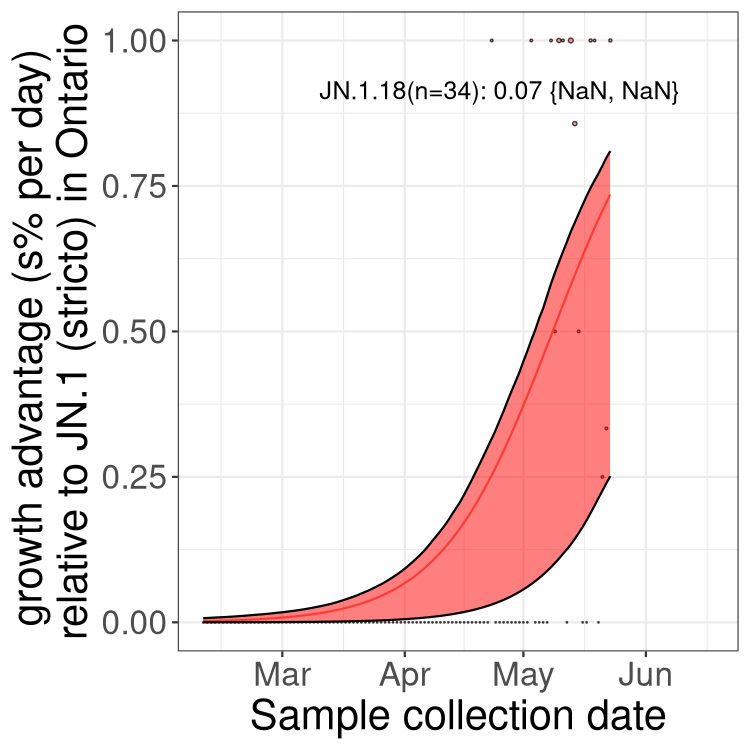 growth advantage (s% per day)
relative to JN.1 (stricto) in Ontario
1.00
JN.1.18(n=34): 0.07 {NaN, NaN}
0.75
0.50
0.25
0.00
Mar Apr May Jun
Sample collection date